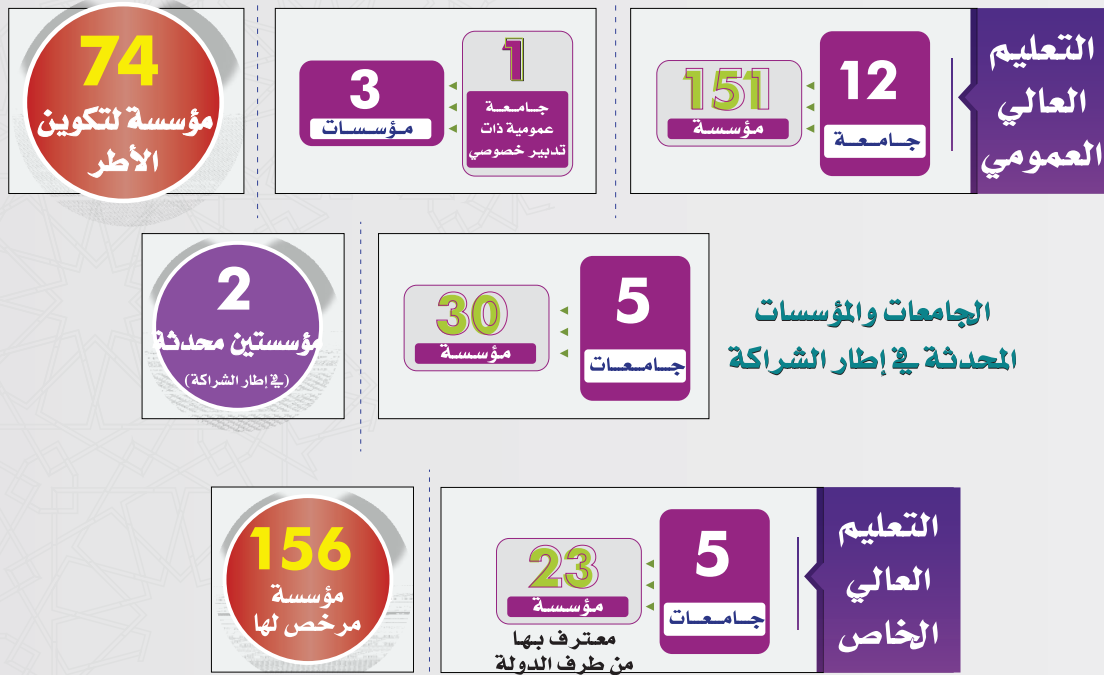 التعليم
العالي
العمومي
12
جامعة
151
مؤسسة
1
جامعة
عمومية ذات
تدبير خصوصي
3
مؤسسات
74
مؤسسة لتكوين
الأطر
الجامعات والمؤسسات
المحدثة في إطار الشراكة
5
جامعات
30
مؤسسة
2
مؤسستين محدثة
(في إطار الشراكة)
التعليم
العالي
الخاص
5
جامعات
23
مؤسسة
معترف بها
من طرف الدولة
156
مؤسسة
مرخص لها